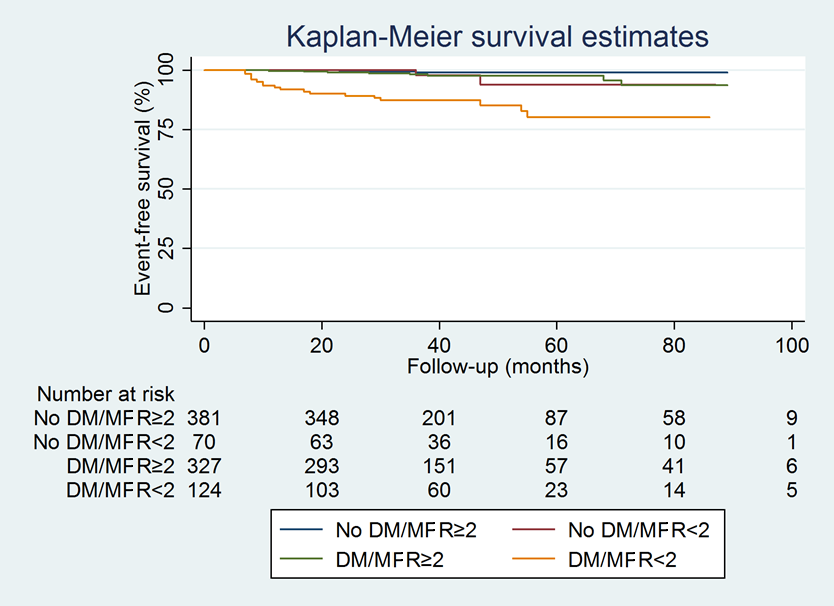 Kaplan-Meier survival estimates
Event-free survival (%)
100
75
50
25
0
0 20 40 60 80 100
Follow-up (months)
Number at risk
No DM/MFR≥2 381 348 201 87 58 9
No DM/MFR<2 70 63 36 16 10 1
DM/MFR≥2 327 293 151 57 41 6
DM/MFR<2 124 103 60 23 14 5
No DM/MFR≥2 No DM/MFR<2
DM/MFR≥2 DM/MFR<2